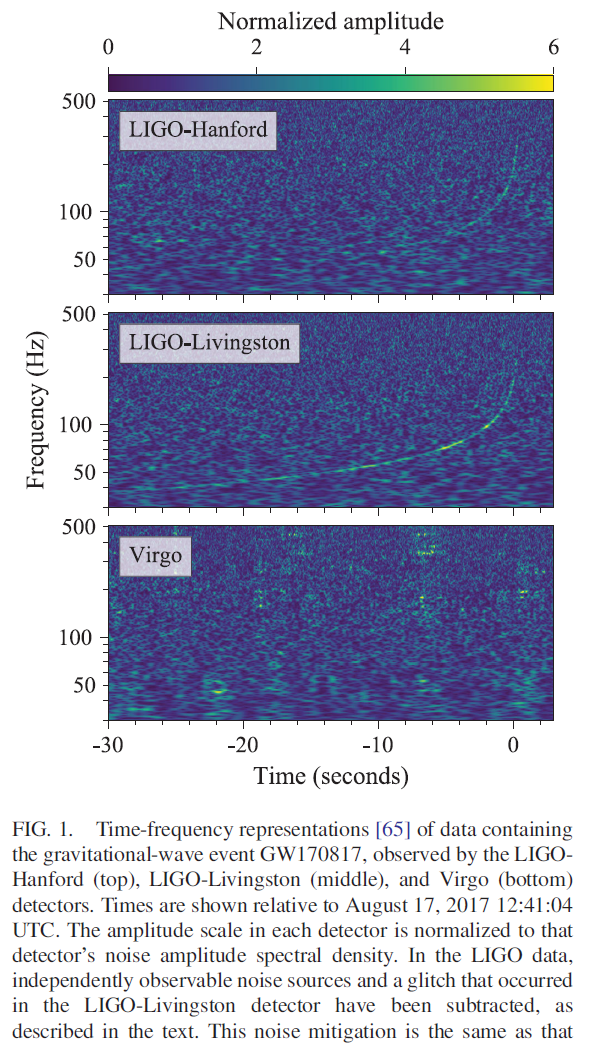 Normalized amplitude
0 2 4 6
500
LIGO-Hanford
100
50
500
LIGO-Livingston
100
50
Frequency (Hz)
500
Virgo
100
50
-30 -20 -10 0
Time (seconds)
FIG. 1. Time-frequency representations [65] of data containing
the gravitational-wave event GW170817, observed by the LIGO-
Hanford (top), LIGO-Livingston (middle), and Virgo (bottom)
detectors. Times are shown relative to August 17, 2017 12:41:04
UTC. The amplitude scale in each detector is normalized to that
detector’s noise amplitude spectral density. In the LIGO data,
independently observable noise sources and a glitch that occurred
in the LIGO-Livingston detector have been subtracted, as
described in the text. This noise mitigation is the same as that